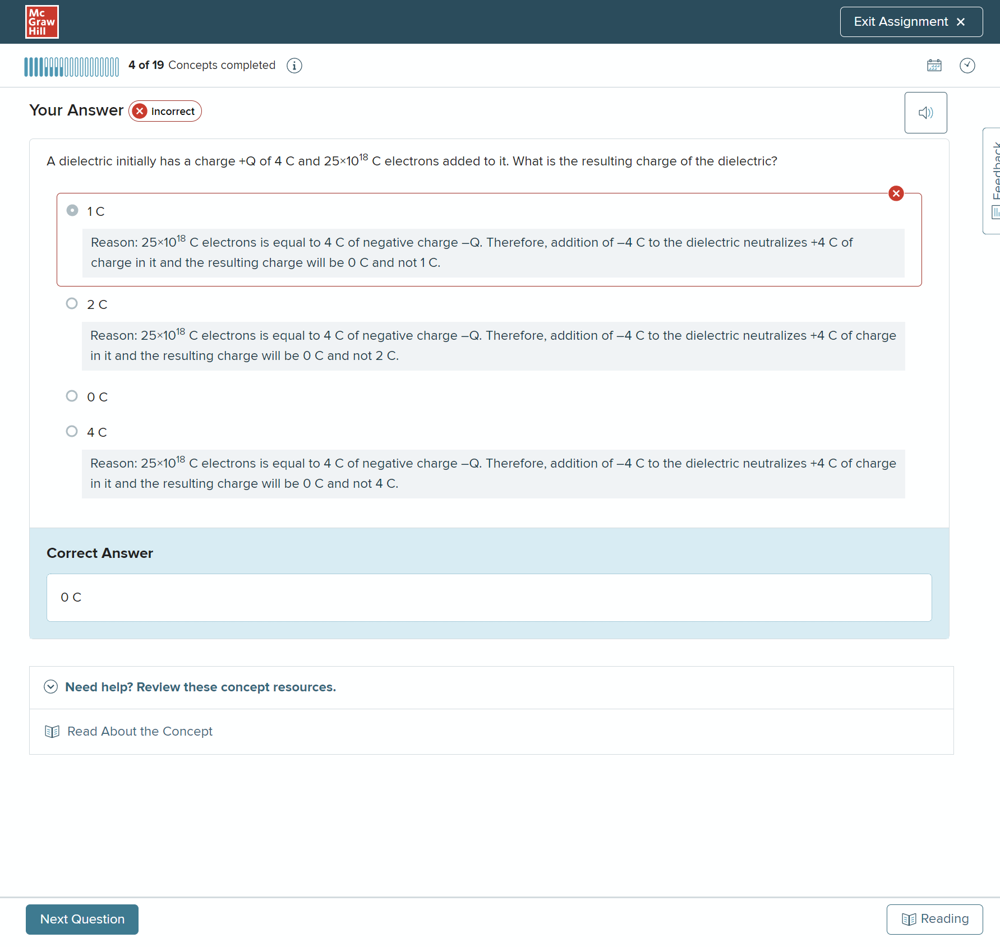 Mc
Graw
Hill
Exit Assignment
4 of 19 Concepts completed
Your Answer
Incorrect
A dielectric initially has a charge +Q of 4 C and 25×10¹⁸ C electrons added to it. What is the resulting charge of the dielectric?
1 C
Reason: 25×10¹⁸ C electrons is equal to 4 C of negative charge –Q. Therefore, addition of –4 C to the dielectric neutralizes +4 C of
charge in it and the resulting charge will be 0 C and not 1 C.
2 C
Reason: 25×10¹⁸ C electrons is equal to 4 C of negative charge –Q. Therefore, addition of –4 C to the dielectric neutralizes +4 C of charge
in it and the resulting charge will be 0 C and not 2 C.
0 C
4 C
Reason: 25×10¹⁸ C electrons is equal to 4 C of negative charge –Q. Therefore, addition of –4 C to the dielectric neutralizes +4 C of charge
in it and the resulting charge will be 0 C and not 4 C.
Correct Answer
0 C
Need help? Review these concept resources.
Read About the Concept
Next Question
Reading
Feedback